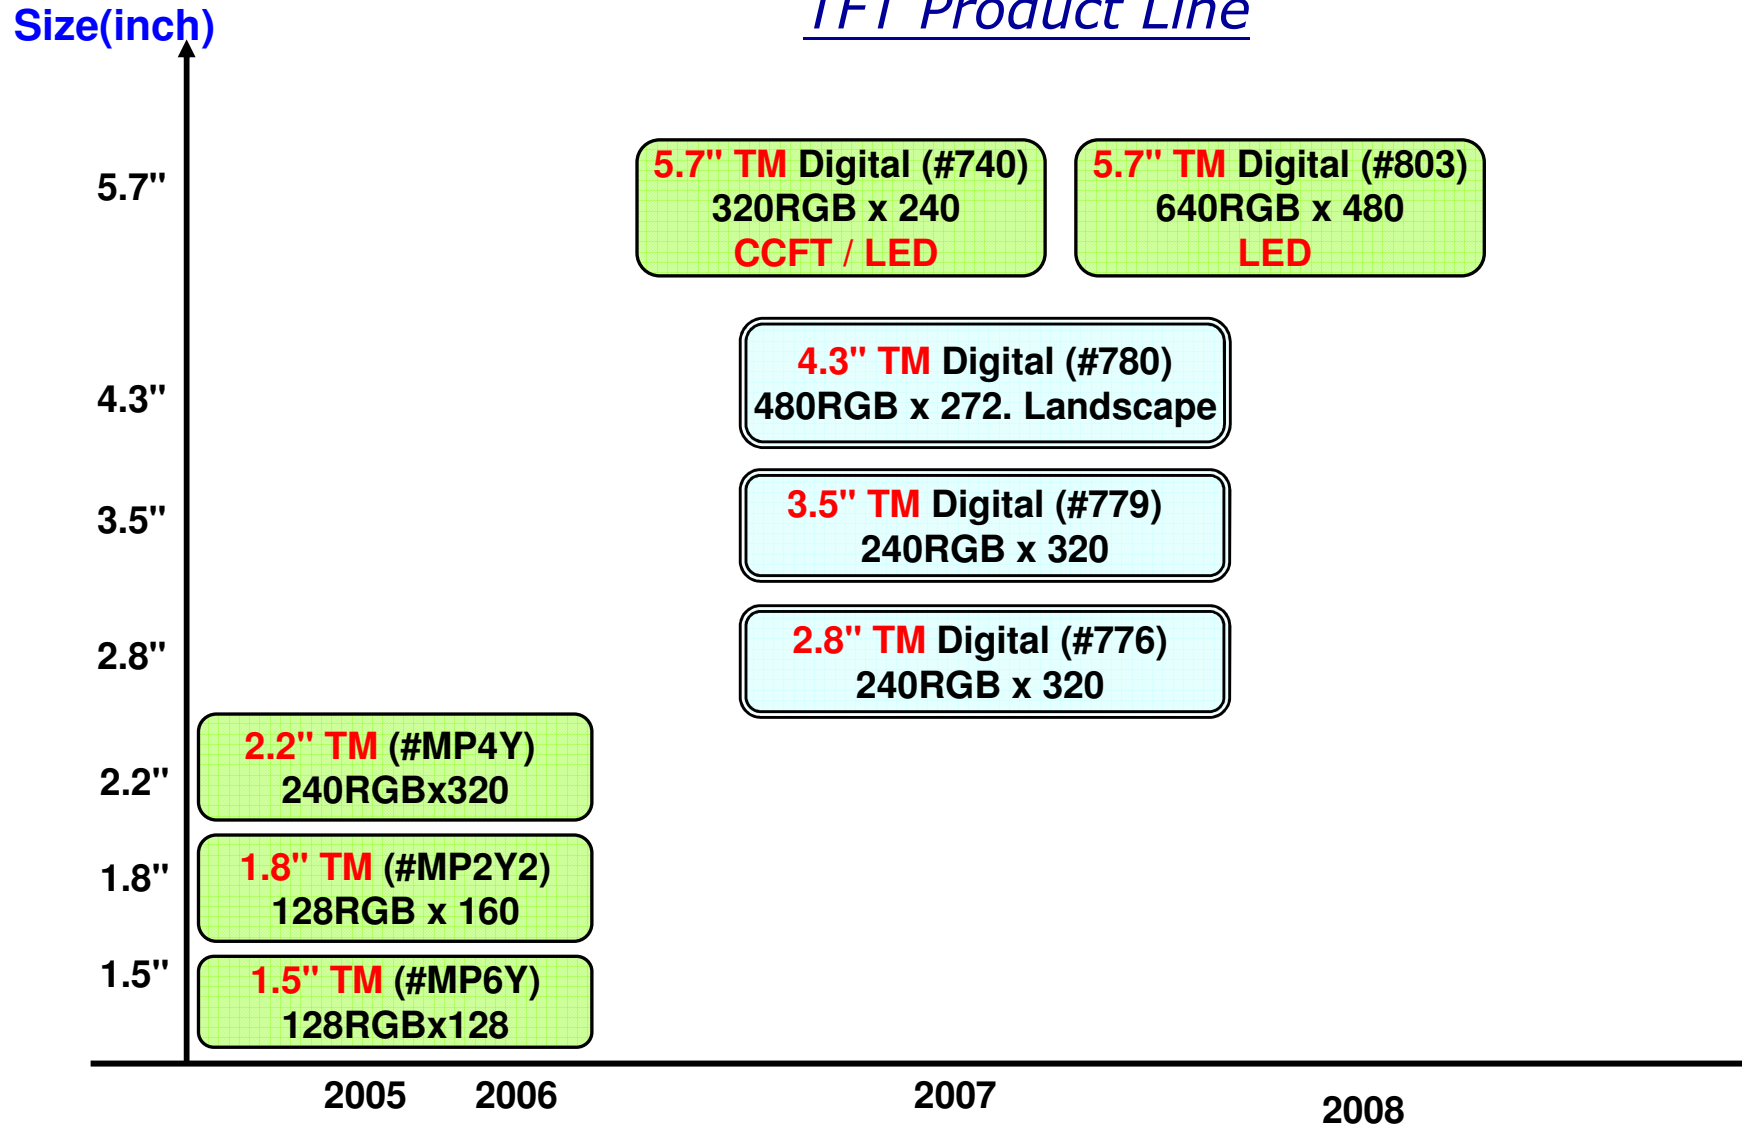 TFT Product Line
Size(inch)
5.7"
5.7" TM Digital (#740)
320RGB x 240
CCFT / LED
5.7" TM Digital (#803)
640RGB x 480
LED
4.3"
4.3" TM Digital (#780)
480RGB x 272. Landscape
3.5"
3.5" TM Digital (#779)
240RGB x 320
2.8"
2.8" TM Digital (#776)
240RGB x 320
2.2"
2.2" TM (#MP4Y)
240RGBx320
1.8"
1.8" TM (#MP2Y2)
128RGB x 160
1.5"
1.5" TM (#MP6Y)
128RGBx128
2005
2006
2007
2008